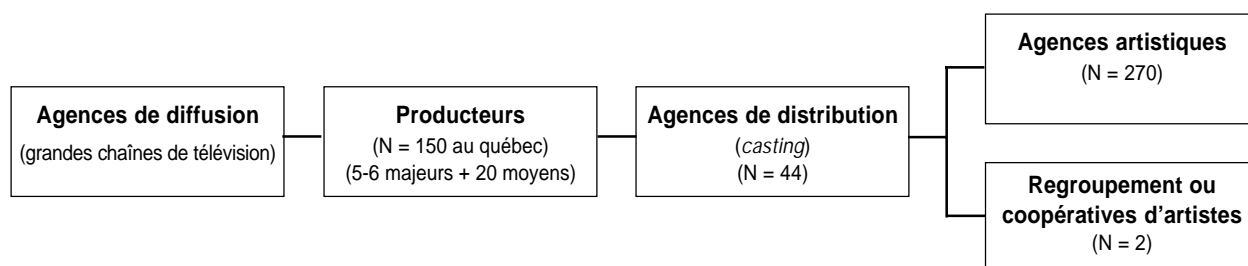 Agences de diffusion
(grandes chaînes de télévision)
Producteurs
(N = 150 au québec)
(5-6 majeurs + 20 moyens)
Agences de distribution
(casting)
(N = 44)
Agences artistiques
(N = 270)
Regroupement ou
coopératives d'artistes
(N = 2)